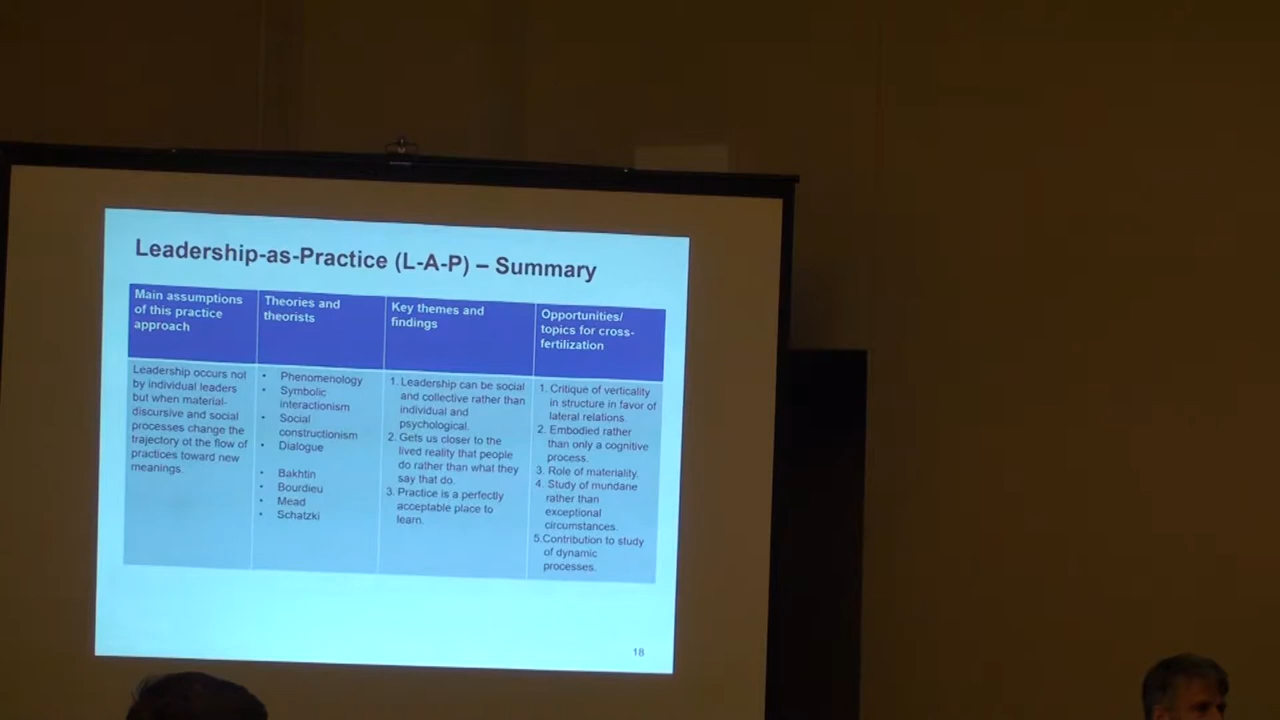 Leadership-as-Practice (L-A-P) – Summary
Main assumptions
of this practice
approach
Theories and
theorists
Key themes and
findings
Opportunities/
topics for cross-
fertilization
Leadership occurs not
by individual leaders
but when material-
discursive and social
processes change the
trajectory ot the flow of
practices toward new
meanings.
• Phenomenology
• Symbolic
interactionism
• Social
constructionism
• Dialogue
• Bakhtin
• Bourdieu
• Mead
• Schatzki
1. Leadership can be social
and collective rather than
individual and
psychological.
2. Gets us closer to the
lived reality that people
do rather than what they
say that do.
3. Practice is a perfectly
acceptable place to
learn.
1. Critique of verticality
in structure in favor of
lateral relations.
2. Embodied rather
than only a cognitive
process.
3. Role of materiality.
4. Study of mundane
rather than
exceptional
circumstances.
5.Contribution to study
of dynamic
processes.
18